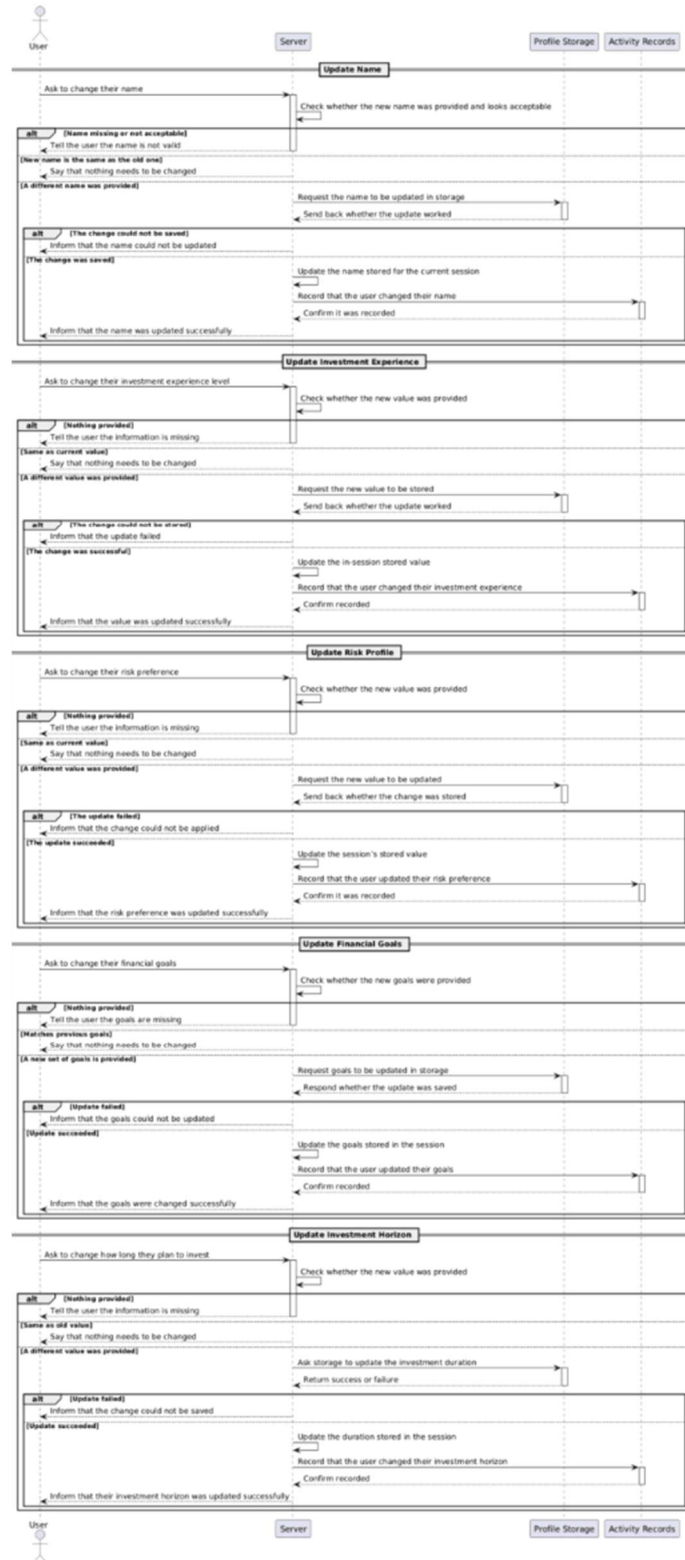 User
Server
Profile Storage
Activity Records
Update Name
Ask to change their name
Check whether the new name was provided and looks acceptable
alt [Name missing or not acceptable]
Tell the user the name is not valid
[New name is the same as the old one]
Say that nothing needs to be changed
[A different name was provided]
Request the name to be updated in storage
Send back whether the update worked
alt [The change could not be saved]
Inform that the name could not be updated
[The change was saved]
Update the name stored for the current session
Record that the user changed their name
Confirm it was recorded
Inform that the name was updated successfully
Update Investment Experience
Ask to change their investment experience level
Check whether the new value was provided
alt [Nothing provided]
Tell the user the information is missing
[Same as current value]
Say that nothing needs to be changed
[A different value was provided]
Request the new value to be stored
Send back whether the update worked
alt [The change could not be stored]
Inform that the update failed
[The change was successful]
Update the in-session stored value
Record that the user changed their investment experience
Confirm recorded
Inform that the value was updated successfully
Update Risk Profile
Ask to change their risk preference
Check whether the new value was provided
alt [Nothing provided]
Tell the user the information is missing
[Same as current value]
Say that nothing needs to be changed
[A different value was provided]
Request the new value to be updated
Send back whether the change was stored
alt [The update failed]
Inform that the change could not be applied
[The update succeeded]
Update the session's stored value
Record that the user updated their risk preference
Confirm it was recorded
Inform that the risk preference was updated successfully
Update Financial Goals
Ask to change their financial goals
Check whether the new goals were provided
alt [Nothing provided]
Tell the user the goals are missing
[Matches previous goals]
Say that nothing needs to be changed
[A new set of goals is provided]
Request goals to be updated in storage
Respond whether the update was saved
alt [Update failed]
Inform that the goals could not be updated
[Update succeeded]
Update the goals stored in the session
Record that the user updated their goals
Confirm recorded
Inform that the goals were changed successfully
Update Investment Horizon
Ask to change how long they plan to invest
Check whether the new value was provided
alt [Nothing provided]
Tell the user the information is missing
[Same as old value]
Say that nothing needs to be changed
[A different value was provided]
Ask storage to update the investment duration
Return success or failure
alt [Update failed]
Inform that the change could not be saved
[Update succeeded]
Update the duration stored in the session
Record that the user changed their investment horizon
Confirm recorded
Inform that their investment horizon was updated successfully
User
Server
Profile Storage
Activity Records